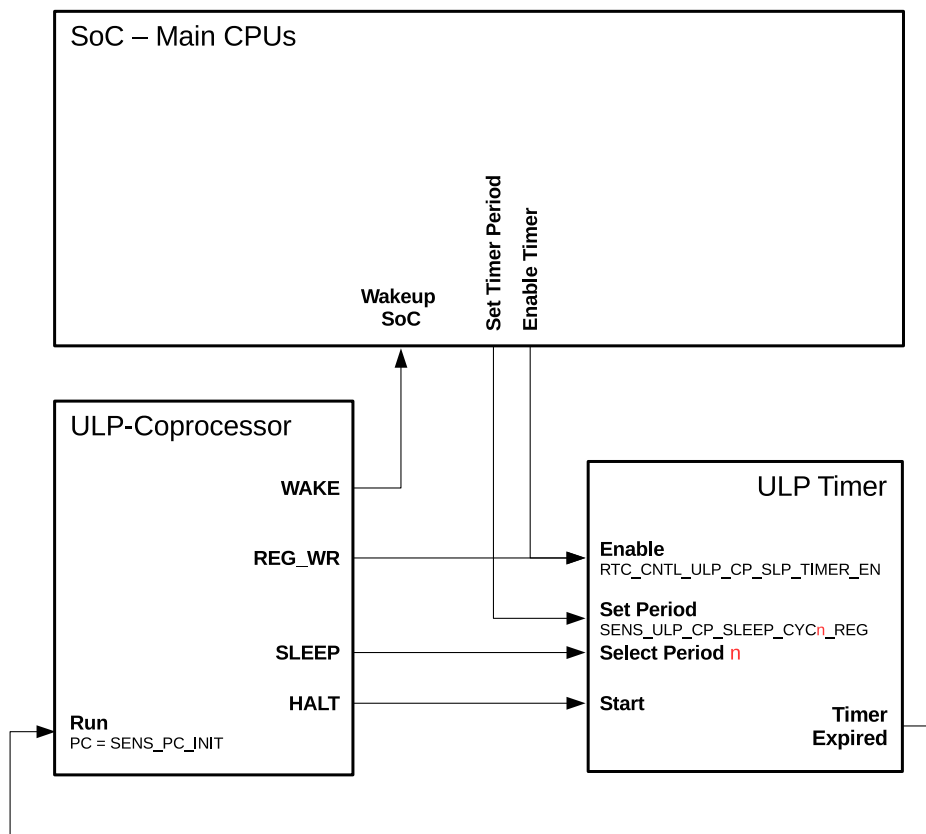 SoC – Main CPUs
Set Timer Period
Enable Timer
Wakeup
SoC
ULP-Coprocessor
WAKE
REG_WR
SLEEP
HALT
Run
PC = SENS_PC_INIT
ULP Timer
Enable
RTC_CNTL_ULP_CP_SLP_TIMER_EN
Set Period
SENS_ULP_CP_SLEEP_CYCn_REG
Select Period n
Start
Timer
Expired